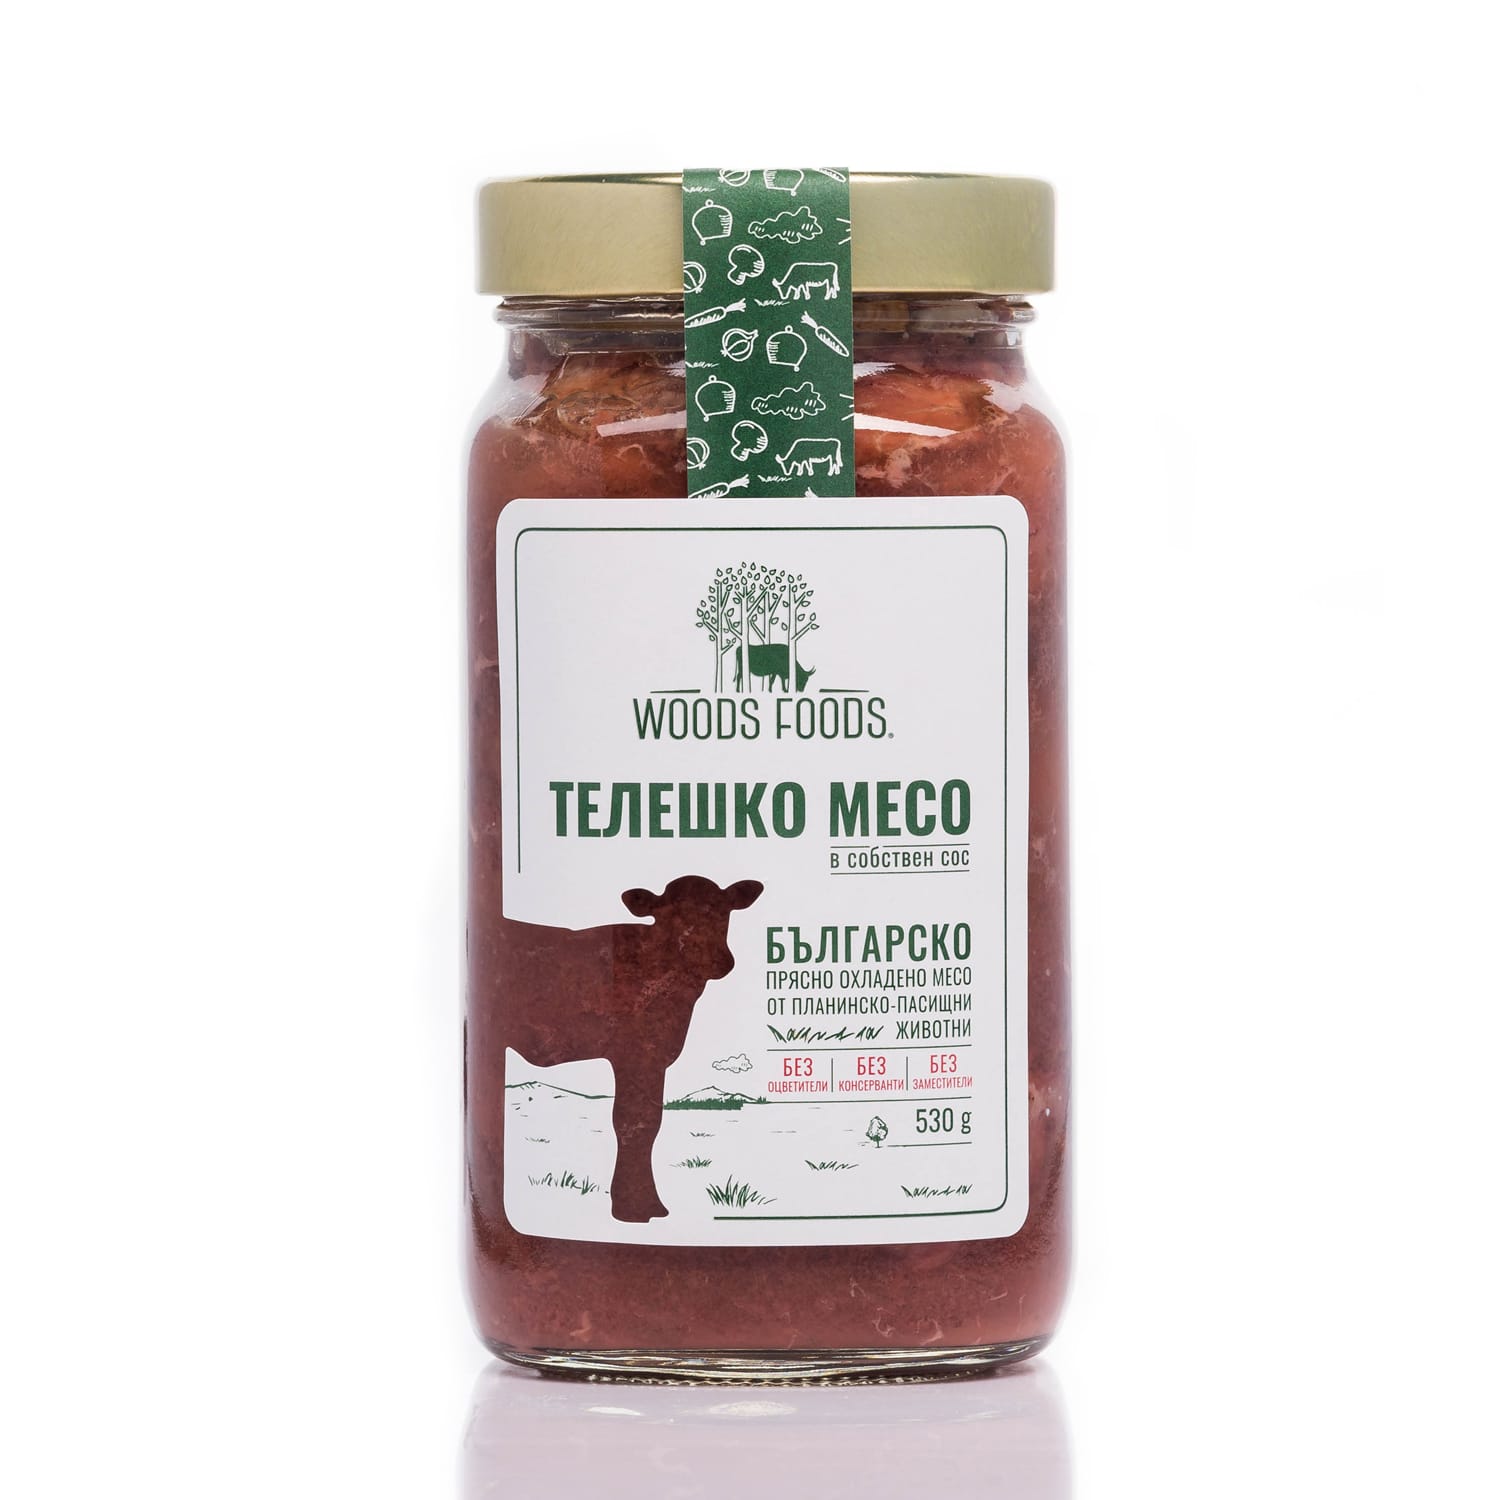 WOODS FOODS®
ТЕЛЕШКО МЕСО
в собствен сос
БЪЛГАРСКО
ПРЯСНО ОХЛАДЕНО МЕСО
ОТ ПЛАНИНСКО-ПАСИЩНИ
ЖИВОТНИ
БЕЗ ОЦВЕТИТЕЛИ
БЕЗ КОНСЕРВАНТИ
БЕЗ ЗАМЕСТИТЕЛИ
530 g